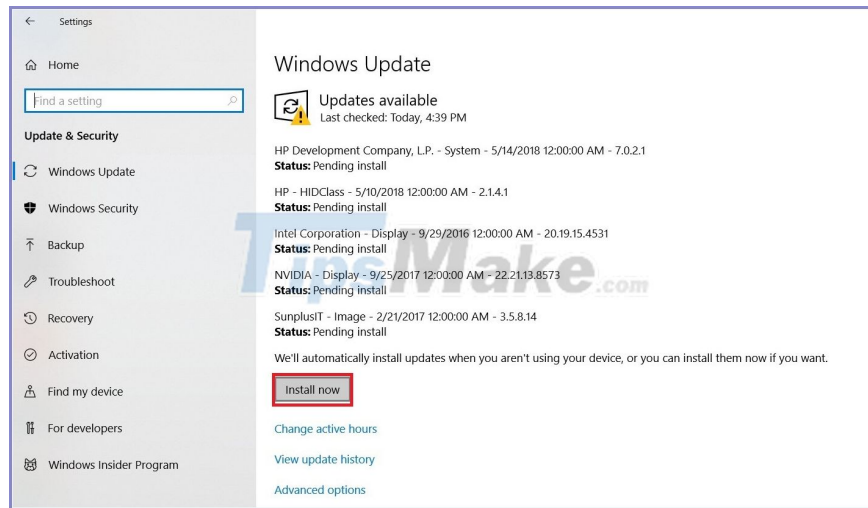 Settings
Home
Find a setting
Update & Security
Windows Update
Windows Security
Backup
Troubleshoot
Recovery
Activation
Find my device
For developers
Windows Insider Program
Windows Update
Updates available
Last checked: Today, 4:39 PM
HP Development Company, L.P. - System - 5/14/2018 12:00:00 AM - 7.0.2.1
Status: Pending install
HP - HIDClass - 5/10/2018 12:00:00 AM - 2.1.4.1
Status: Pending install
Intel Corporation - Display - 9/29/2016 12:00:00 AM - 20.19.15.4531
Status: Pending install
NVIDIA - Display - 9/25/2017 12:00:00 AM - 22.21.13.8573
Status: Pending install
SunplusIT - Image - 2/21/2017 12:00:00 AM - 3.5.8.14
Status: Pending install
We'll automatically install updates when you aren't using your device, or you can install them now if you want.
Install now
Change active hours
View update history
Advanced options
TipsMake.com